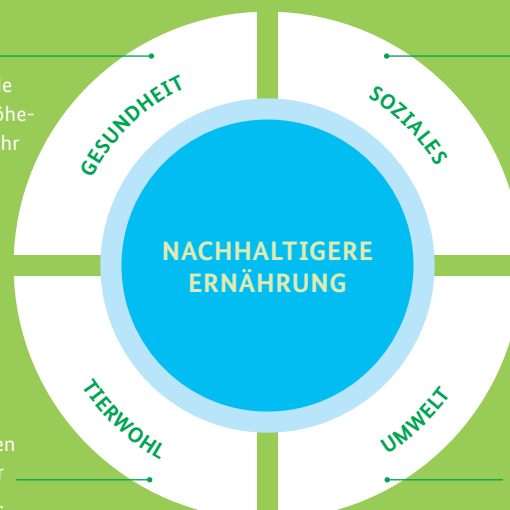 GESUNDHEIT
SOZIALES
NACHHALTIGERE
ERNÄHRUNG
TIERWOHL
UMWELT